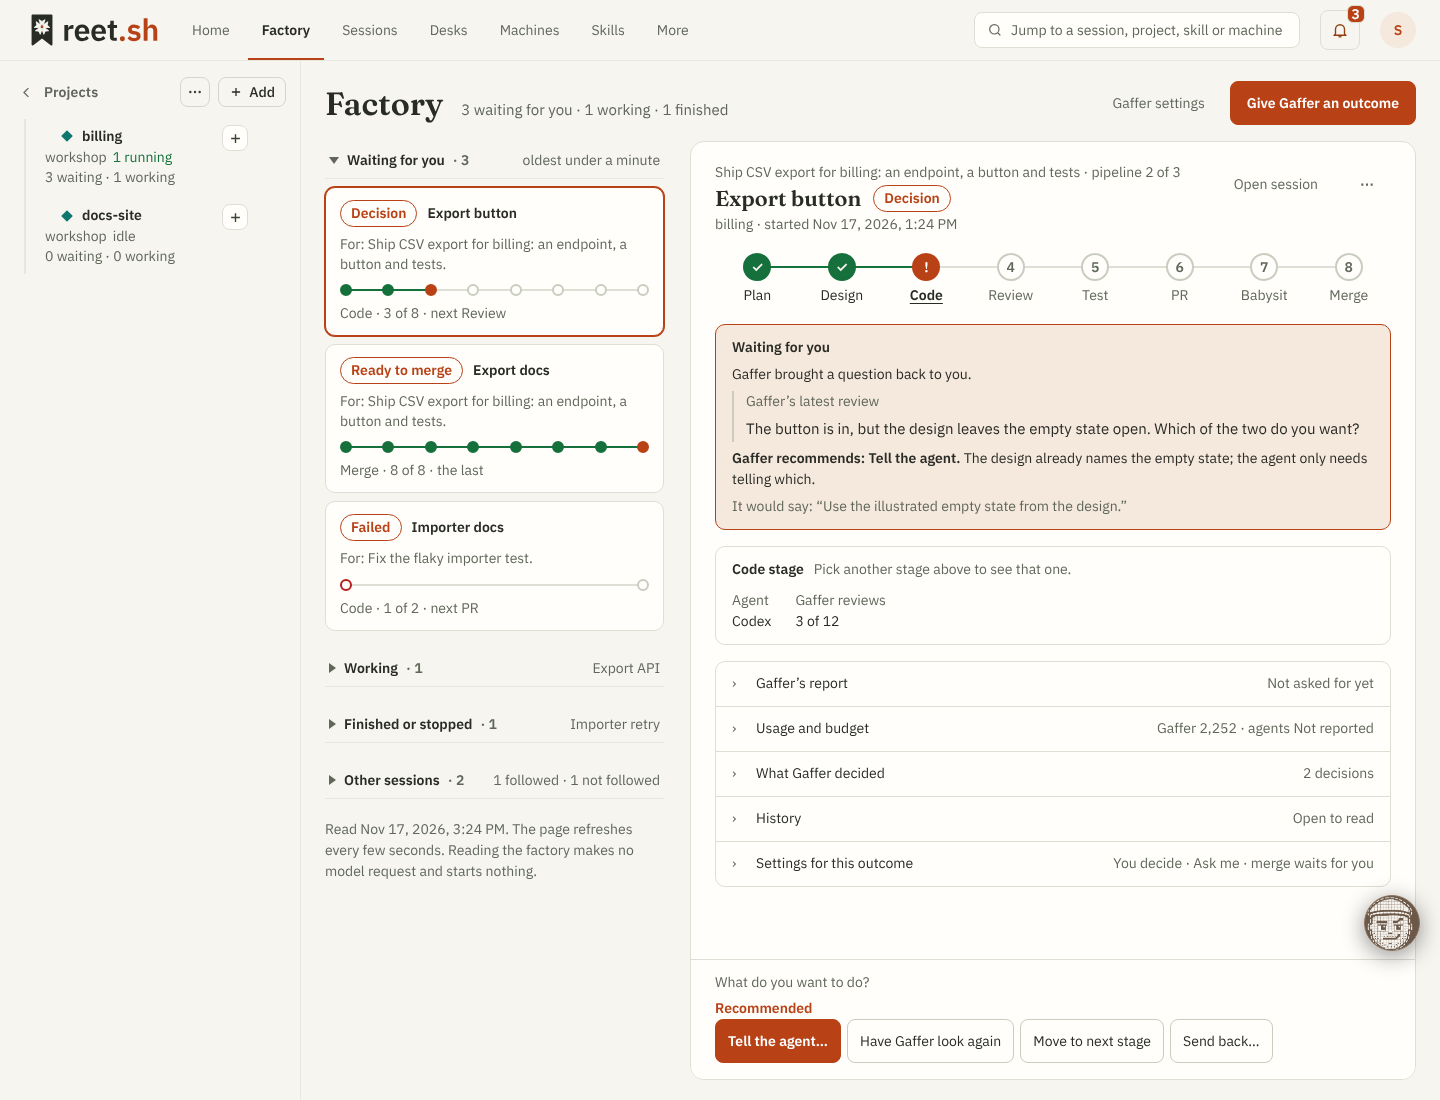 reet.sh
Home
Factory
Sessions
Desks
Machines
Skills
More
Jump to a session, project, skill or machine
3
S
Projects
···
+ Add
billing
+
workshop 1 running
3 waiting · 1 working
docs-site
+
workshop idle
0 waiting · 0 working
Factory
3 waiting for you · 1 working · 1 finished
Gaffer settings
Give Gaffer an outcome
Waiting for you · 3
oldest under a minute
Decision
Export button
For: Ship CSV export for billing: an endpoint, a
button and tests.
Code · 3 of 8 · next Review
Ready to merge
Export docs
For: Ship CSV export for billing: an endpoint, a
button and tests.
Merge · 8 of 8 · the last
Failed
Importer docs
For: Fix the flaky importer test.
Code · 1 of 2 · next PR
Working · 1
Export API
Finished or stopped · 1
Importer retry
Other sessions · 2
1 followed · 1 not followed
Read Nov 17, 2026, 3:24 PM. The page refreshes
every few seconds. Reading the factory makes no
model request and starts nothing.
Ship CSV export for billing: an endpoint, a button and tests · pipeline 2 of 3
Export button
Decision
Open session
···
billing · started Nov 17, 2026, 1:24 PM
! 4 5 6 7 8
Plan Design Code Review Test PR Babysit Merge
Waiting for you
Gaffer brought a question back to you.
Gaffer’s latest review
The button is in, but the design leaves the empty state open. Which of the two do you want?
Gaffer recommends: Tell the agent. The design already names the empty state; the agent only needs
telling which.
It would say: “Use the illustrated empty state from the design.”
Code stage Pick another stage above to see that one.
Agent Gaffer reviews
Codex 3 of 12
Gaffer’s report
Not asked for yet
Usage and budget
Gaffer 2,252 · agents Not reported
What Gaffer decided
2 decisions
History
Open to read
Settings for this outcome
You decide · Ask me · merge waits for you
What do you want to do?
Recommended
Tell the agent…
Have Gaffer look again
Move to next stage
Send back…